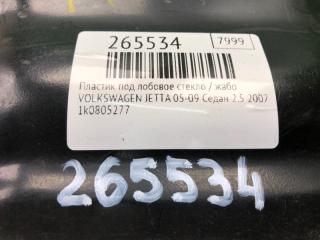 265534 7999
Пластик под лобовое стекло / жабо
VOLKSWAGEN JETTA 05-09 Седан 2.5 2007
1K0805277
265534